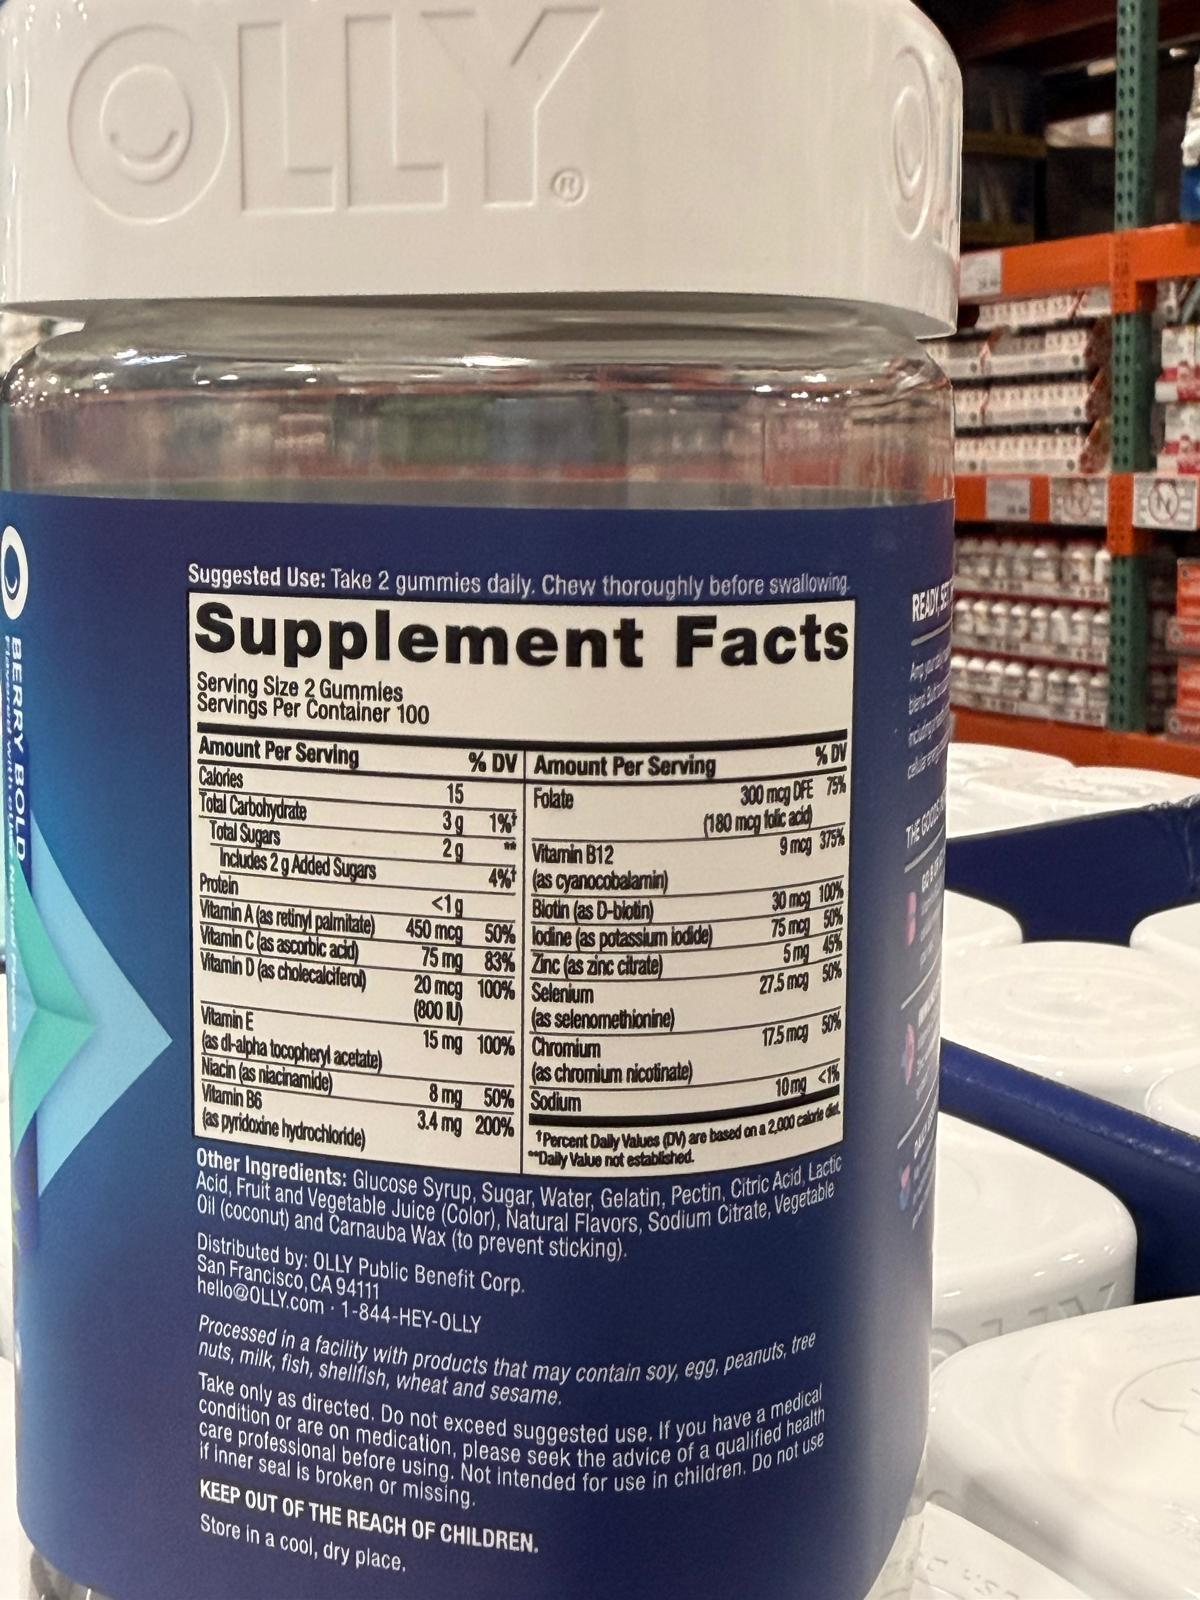 OLLY®
Suggested Use: Take 2 gummies daily. Chew thoroughly before swallowing.
Supplement Facts
Serving Size 2 Gummies
Servings Per Container 100
Amount Per Serving % DV
Calories 15
Total Carbohydrate 3 g 1%†
Total Sugars 2 g **
Includes 2 g Added Sugars 4%†
Protein <1 g
Vitamin A (as retinyl palmitate) 450 mcg 50%
Vitamin C (as ascorbic acid) 75 mg 83%
Vitamin D (as cholecalciferol) 20 mcg 100%
(800 IU)
Vitamin E
(as dl-alpha tocopheryl acetate) 15 mg 100%
Niacin (as niacinamide) 8 mg 50%
Vitamin B6
(as pyridoxine hydrochloride) 3.4 mg 200%
Amount Per Serving % DV
Folate 300 mcg DFE 75%
(180 mcg folic acid)
Vitamin B12 9 mcg 375%
(as cyanocobalamin)
Biotin (as D-biotin) 30 mcg 100%
Iodine (as potassium iodide) 75 mcg 50%
Zinc (as zinc citrate) 5 mg 45%
Selenium 27.5 mcg 50%
(as selenomethionine)
Chromium 17.5 mcg 50%
(as chromium nicotinate)
Sodium 10 mg <1%
†Percent Daily Values (DV) are based on a 2,000 calorie diet.
**Daily Value not established.
Other Ingredients: Glucose Syrup, Sugar, Water, Gelatin, Pectin, Citric Acid, Lactic
Acid, Fruit and Vegetable Juice (Color), Natural Flavors, Sodium Citrate, Vegetable
Oil (coconut) and Carnauba Wax (to prevent sticking).
Distributed by: OLLY Public Benefit Corp.
San Francisco, CA 94111
hello@OLLY.com · 1-844-HEY-OLLY
Processed in a facility with products that may contain soy, egg, peanuts, tree
nuts, milk, fish, shellfish, wheat and sesame.
Take only as directed. Do not exceed suggested use. If you have a medical
condition or are on medication, please seek the advice of a qualified health
care professional before using. Not intended for use in children. Do not use
if inner seal is broken or missing.
KEEP OUT OF THE REACH OF CHILDREN.
Store in a cool, dry place.
BERRY BOLD
READY, SET
THE GOODS
OLLY